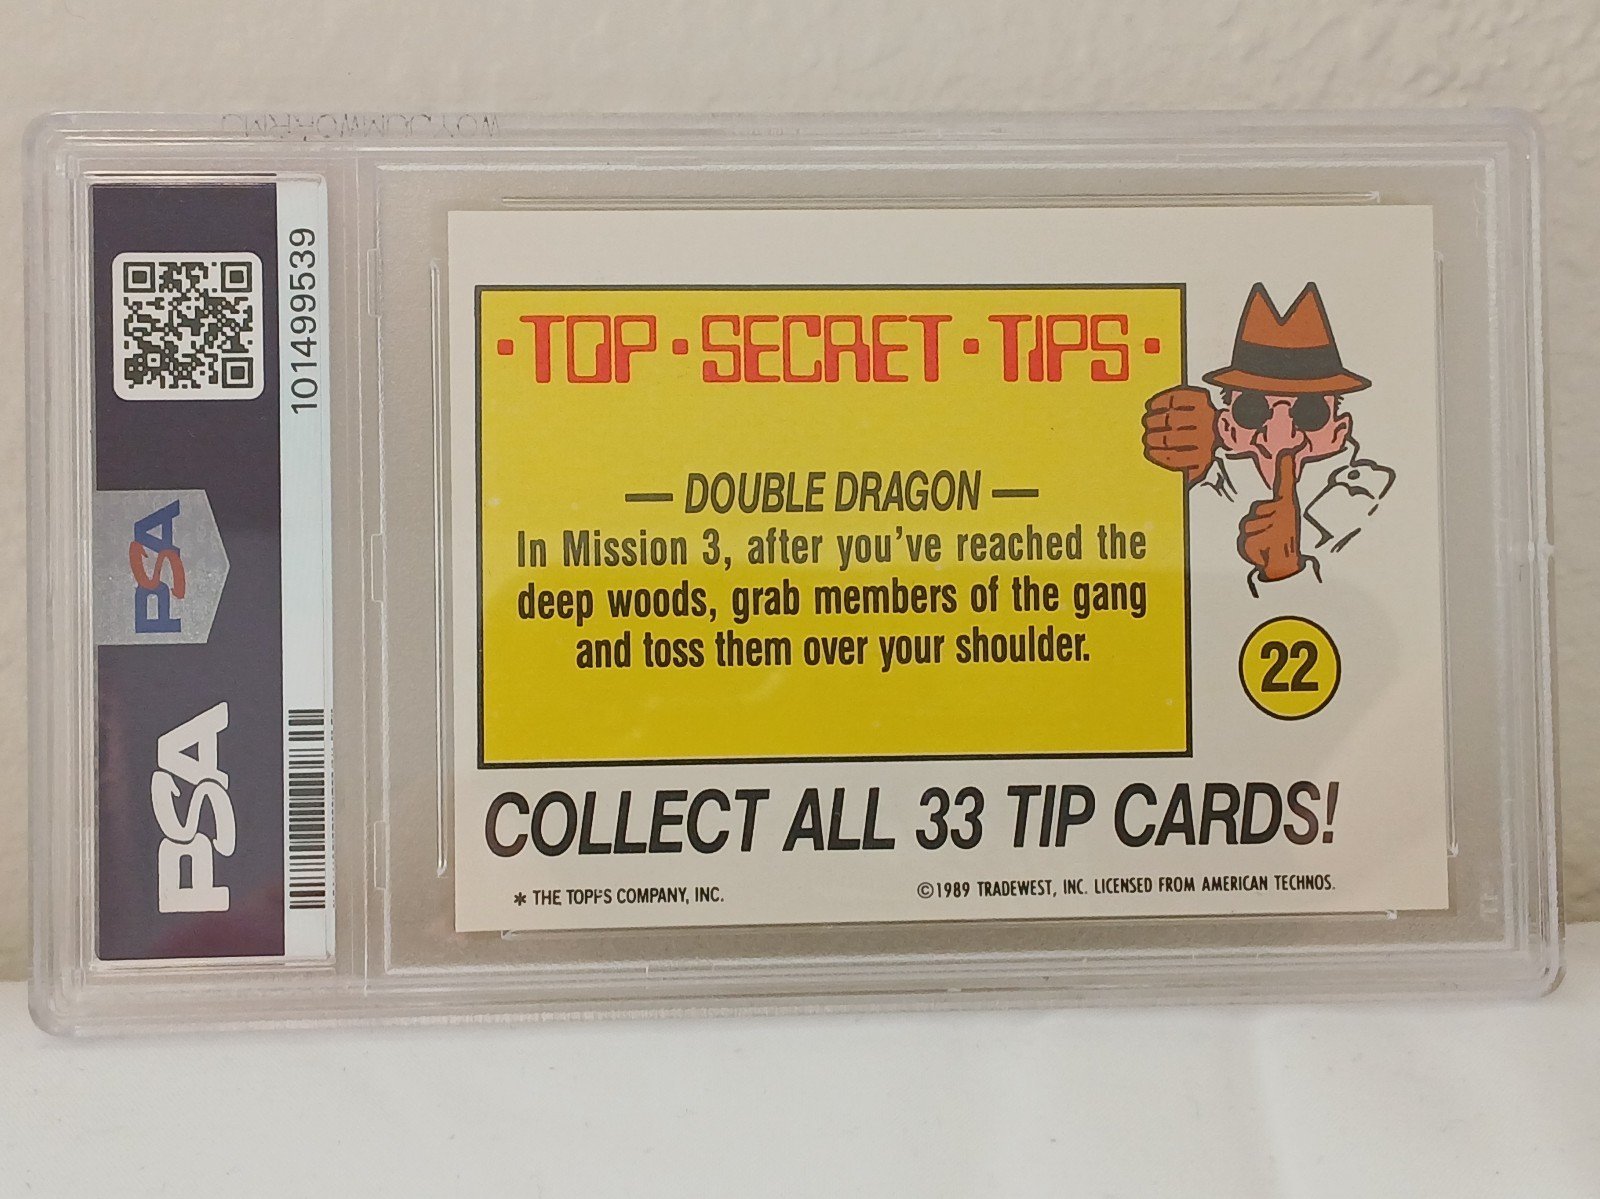 101499539
PSA
PSA
·TOP·SECRET·TIPS·
— DOUBLE DRAGON —
In Mission 3, after you've reached the
deep woods, grab members of the gang
and toss them over your shoulder.
22
COLLECT ALL 33 TIP CARDS!
* THE TOPPS COMPANY, INC.
©1989 TRADEWEST, INC. LICENSED FROM AMERICAN TECHNOS.